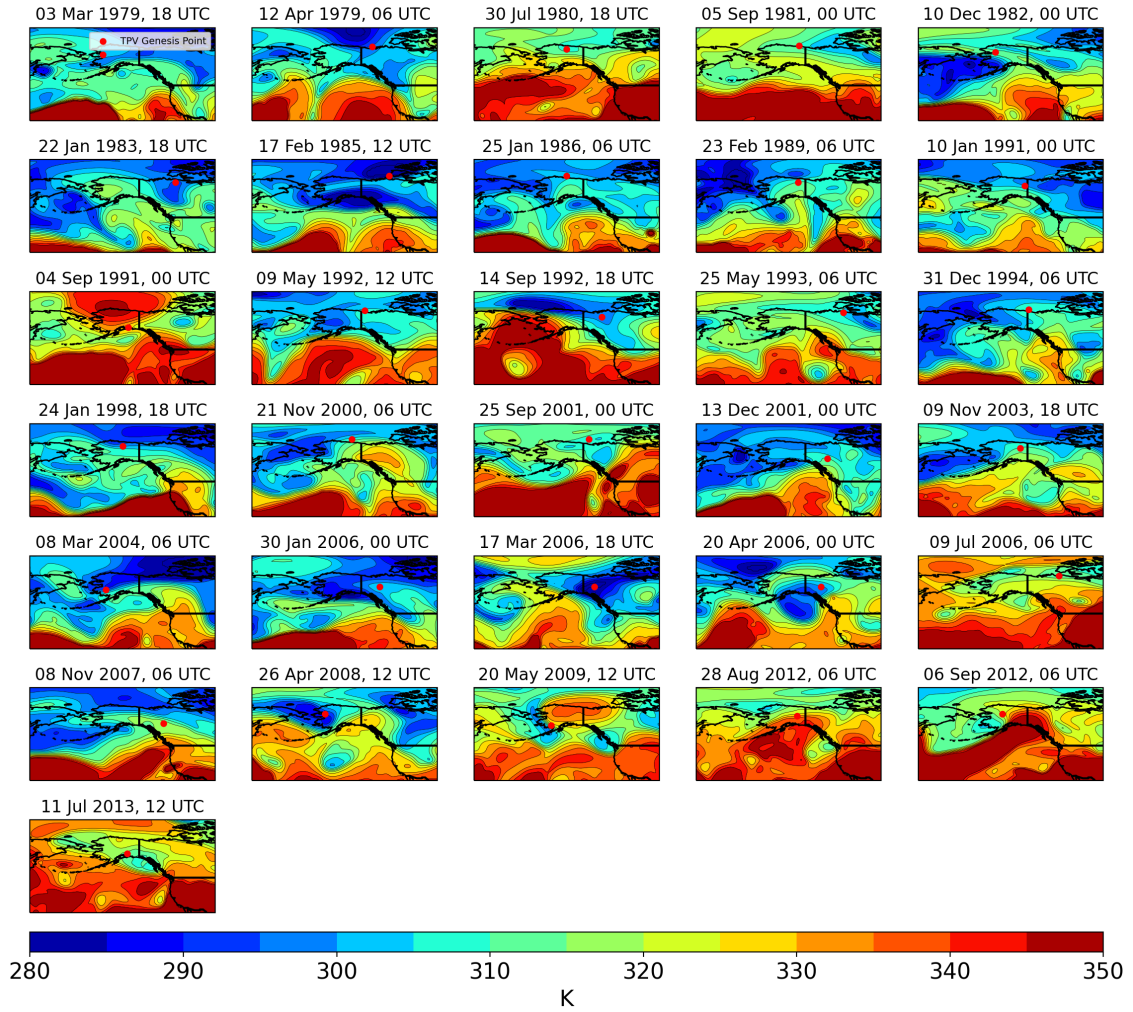 03 Mar 1979, 18 UTC
12 Apr 1979, 06 UTC
30 Jul 1980, 18 UTC
05 Sep 1981, 00 UTC
10 Dec 1982, 00 UTC
TPV Genesis Point
22 Jan 1983, 18 UTC
17 Feb 1985, 12 UTC
25 Jan 1986, 06 UTC
23 Feb 1989, 06 UTC
10 Jan 1991, 00 UTC
04 Sep 1991, 00 UTC
09 May 1992, 12 UTC
14 Sep 1992, 18 UTC
25 May 1993, 06 UTC
31 Dec 1994, 06 UTC
24 Jan 1998, 18 UTC
21 Nov 2000, 06 UTC
25 Sep 2001, 00 UTC
13 Dec 2001, 00 UTC
09 Nov 2003, 18 UTC
08 Mar 2004, 06 UTC
30 Jan 2006, 00 UTC
17 Mar 2006, 18 UTC
20 Apr 2006, 00 UTC
09 Jul 2006, 06 UTC
08 Nov 2007, 06 UTC
26 Apr 2008, 12 UTC
20 May 2009, 12 UTC
28 Aug 2012, 06 UTC
06 Sep 2012, 06 UTC
11 Jul 2013, 12 UTC
280 290 300 310 320 330 340 350
K